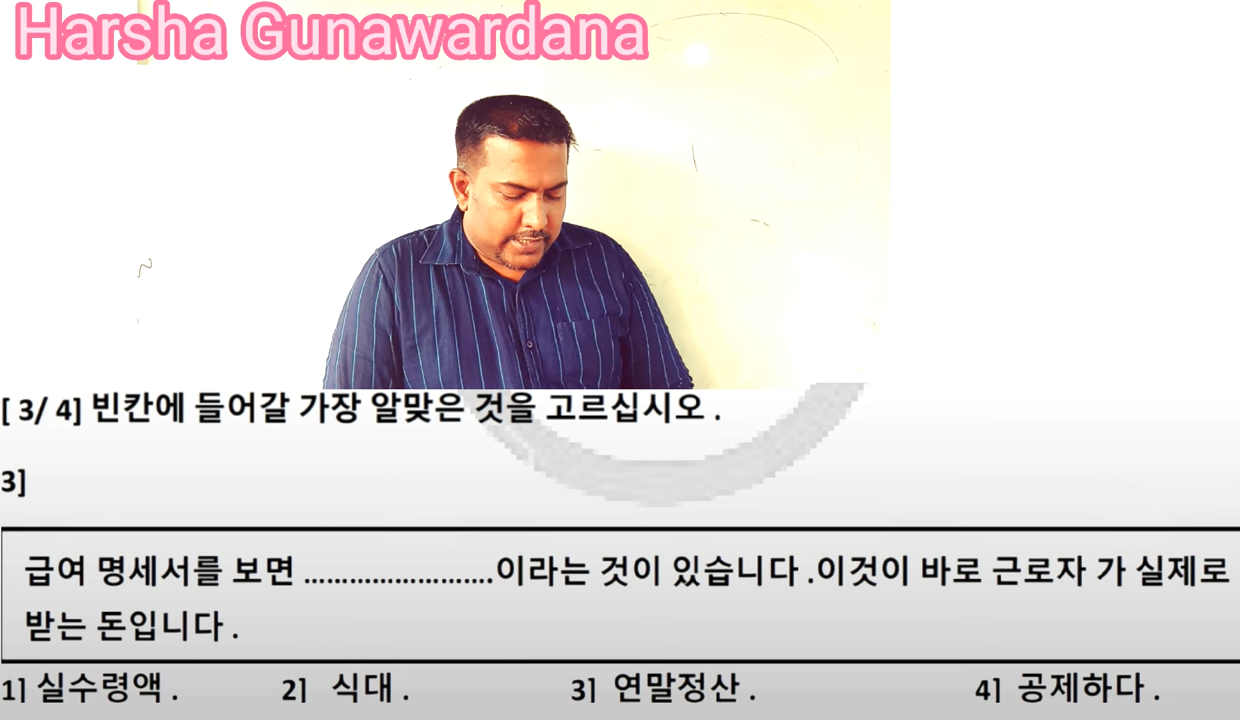 Harsha Gunawardana
[ 3/ 4] 빈칸에 들어갈 가장 알맞은 것을 고르십시오 .
3]
급여 명세서를 보면 .........................이라는 것이 있습니다 .이것이 바로 근로자 가 실제로
받는 돈입니다 .
1] 실수령액 . 2] 식대 . 3] 연말정산 . 4] 공제하다 .